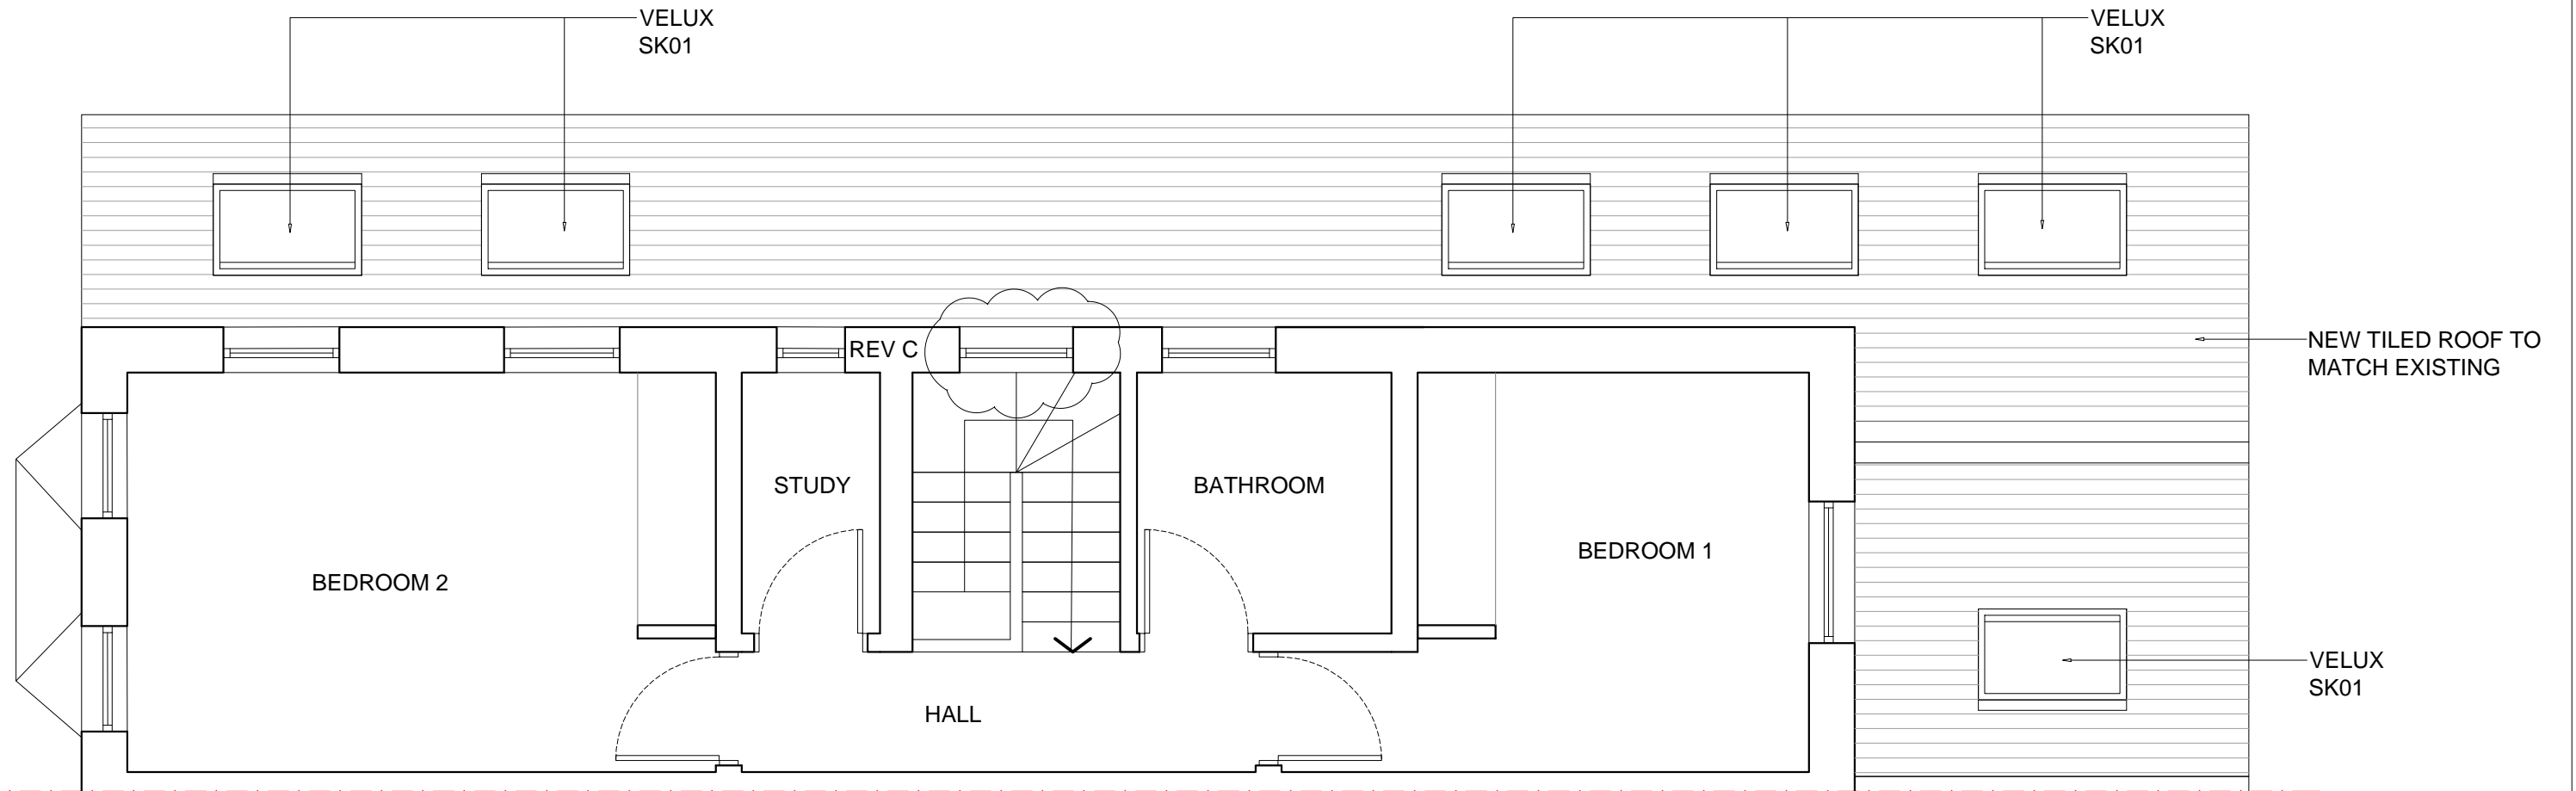 VELUX
SK01
VELUX
SK01
NEW TILED ROOF TO
MATCH EXISTING
REV C
STUDY
BATHROOM
BEDROOM 1
BEDROOM 2
VELUX
SK01
HALL